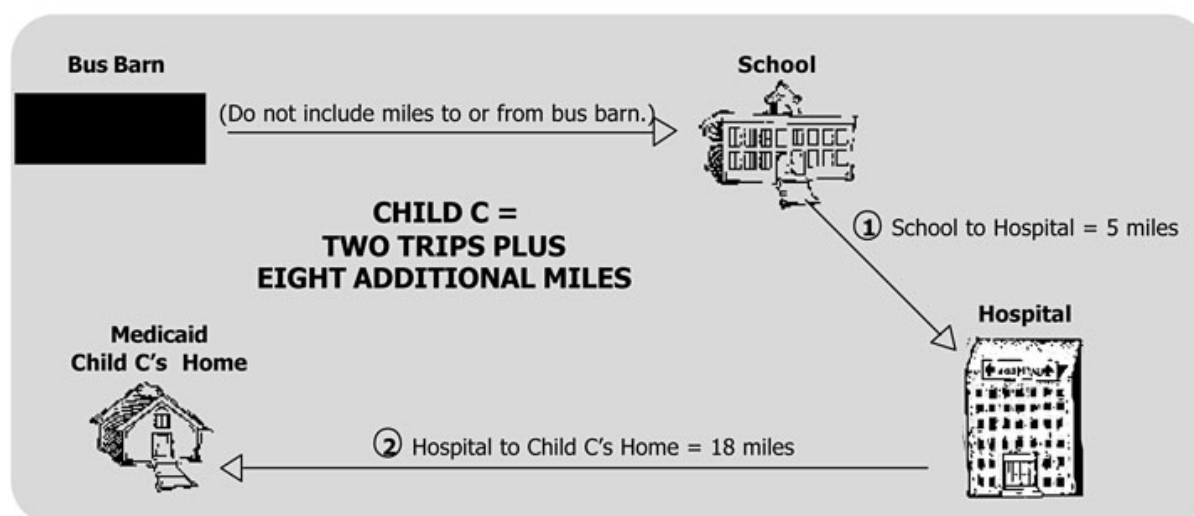 Bus Barn
(Do not include miles to or from bus barn.)
School
CHILD C =
TWO TRIPS PLUS
EIGHT ADDITIONAL MILES
1 School to Hospital = 5 miles
Hospital
Medicaid
Child C's Home
2 Hospital to Child C's Home = 18 miles